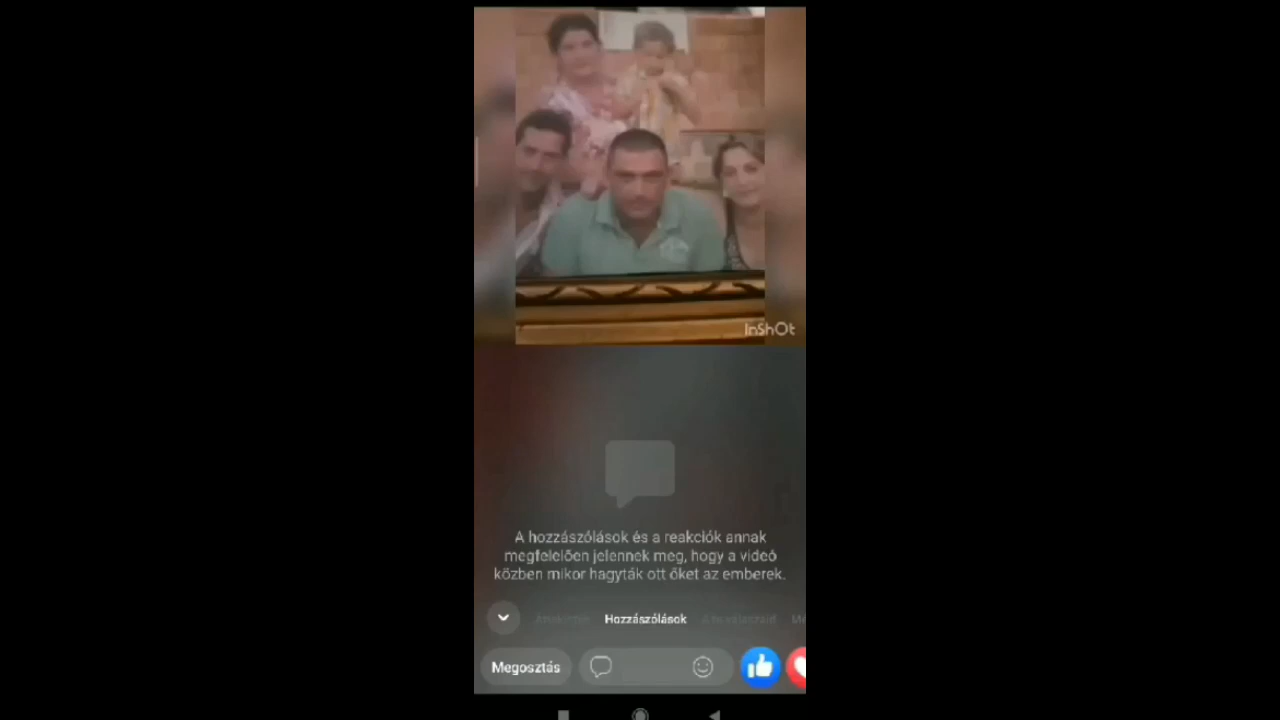 InShOt
A hozzászólások és a reakciók annak
megfelelően jelennek meg, hogy a videó
közben mikor hagyták ott őket az emberek.
Hozzászólások
Megosztás